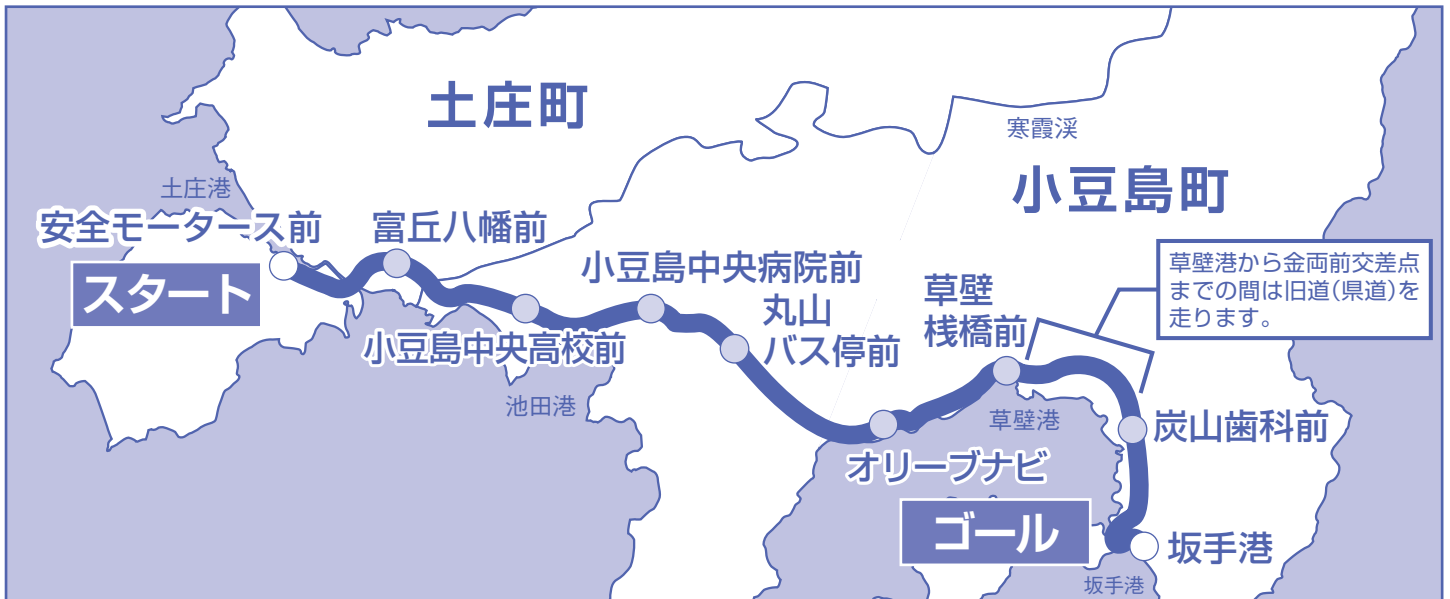 土庄町
寒霞渓
小豆島町
土庄港
安全モータース前
富丘八幡前
スタート
小豆島中央病院前
草壁港から金両前交差点
までの間は旧道(県道)を
走ります。
丸山
バス停前
草壁
桟橋前
小豆島中央高校前
池田港
草壁港
炭山歯科前
オリーブナビ
ゴール
坂手港
坂手港